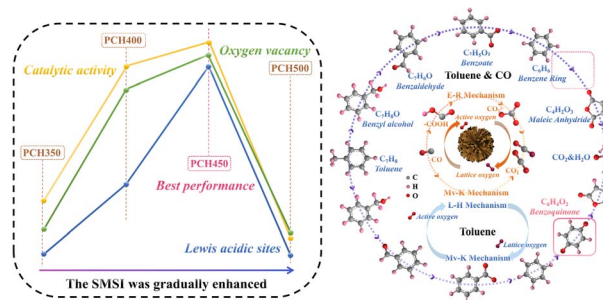 PCH400
PCH500
Catalytic activity
Oxygen vacancy
PCH350
PCH450
Best performance
Lewis acidic sites
The SMSI was gradually enhanced
C₇H₅O₂
Benzoate
C₇H₆O
Benzaldehyde
Toluene & CO
C₆H₆
Benzene Ring
E-R Mechanism
C₇H₈O
Benzyl alcohol
COOH
Active oxygen
CO₂
C₄H₂O₃
Maleic Anhydride
C₇H₈
Toluene
CO
Lattice oxygen
CO₂&H₂O
C
H
O
Mv-K Mechanism
L-H Mechanism
C₆H₄O₂
Benzoquinone
Active oxygen
Toluene
Lattice oxygen
Mv-K Mechanism